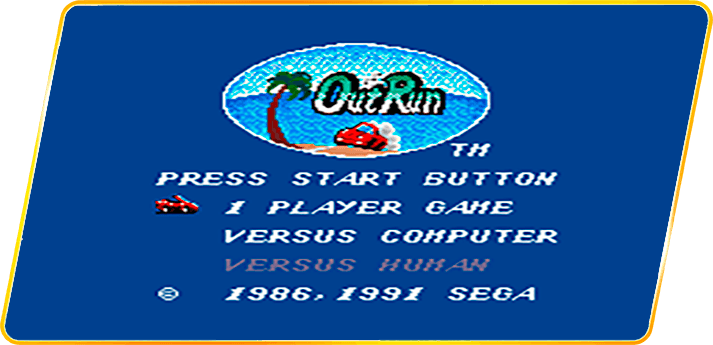 OutRun
TM
PRESS START BUTTON
1 PLAYER GAME
VERSUS COMPUTER
VERSUS HUMAN
© 1986,1991 SEGA